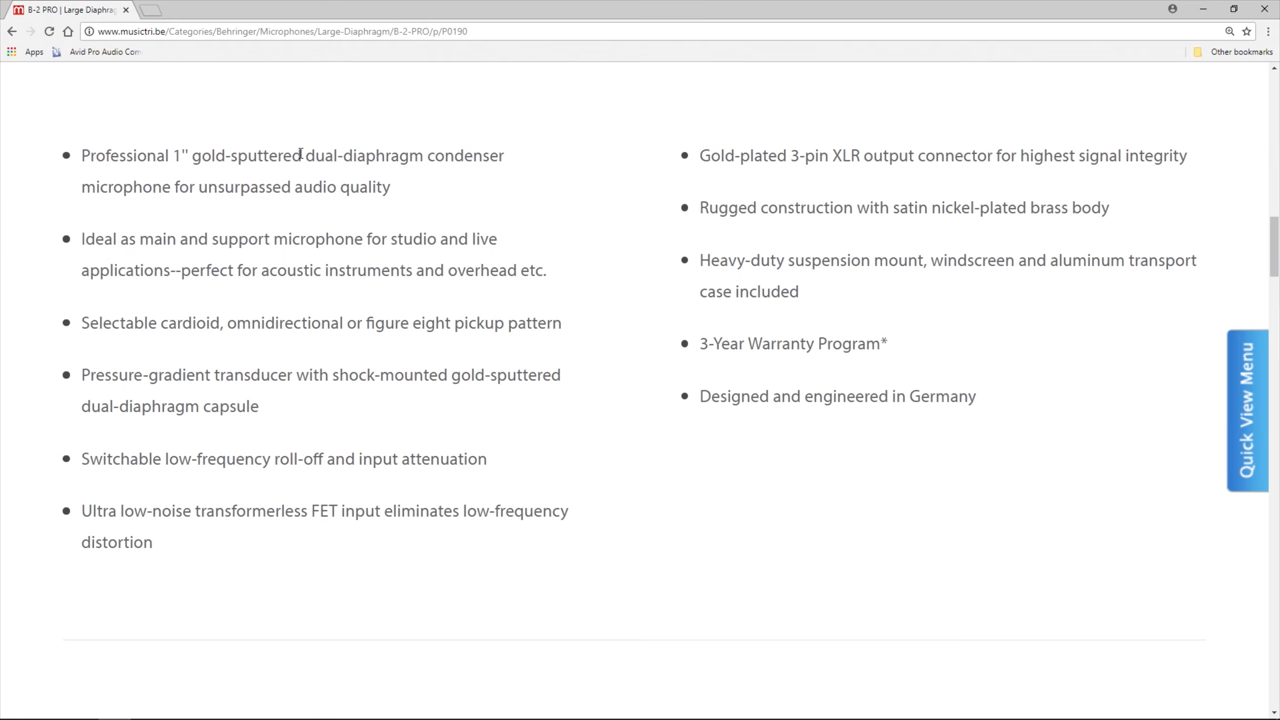 B-2 PRO | Large Diaphra
www.musictri.be/Categories/Behringer/Microphones/Large-Diaphragm/B-2-PRO/p/P0190
Apps
Avid Pro Audio Com
Other bookmarks
Professional 1" gold-sputtered dual-diaphragm condenser
microphone for unsurpassed audio quality
Ideal as main and support microphone for studio and live
applications--perfect for acoustic instruments and overhead etc.
Selectable cardioid, omnidirectional or figure eight pickup pattern
Pressure-gradient transducer with shock-mounted gold-sputtered
dual-diaphragm capsule
Switchable low-frequency roll-off and input attenuation
Ultra low-noise transformerless FET input eliminates low-frequency
distortion
Gold-plated 3-pin XLR output connector for highest signal integrity
Rugged construction with satin nickel-plated brass body
Heavy-duty suspension mount, windscreen and aluminum transport
case included
3-Year Warranty Program*
Designed and engineered in Germany
Quick View Menu